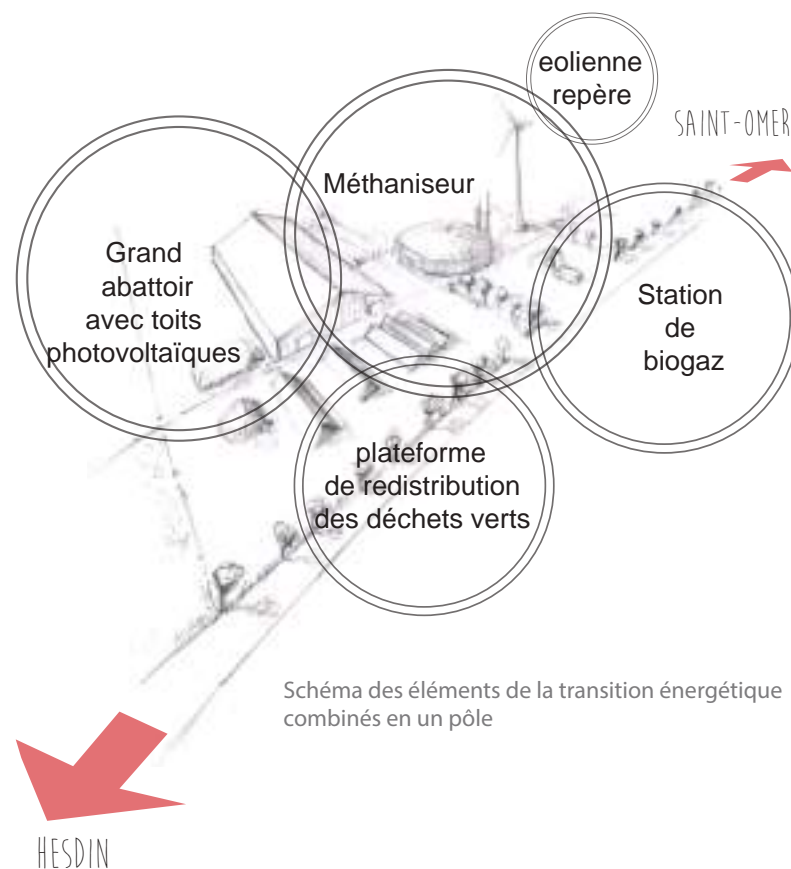 eolienne
repère
SAINT-OMER
Méthaniseur
Grand
abattoir
avec toits
photovoltaïques
Station
de
biogaz
plateforme
de redistribution
des déchets verts
Schéma des éléments de la transition énergétique
combinés en un pôle
HESDIN